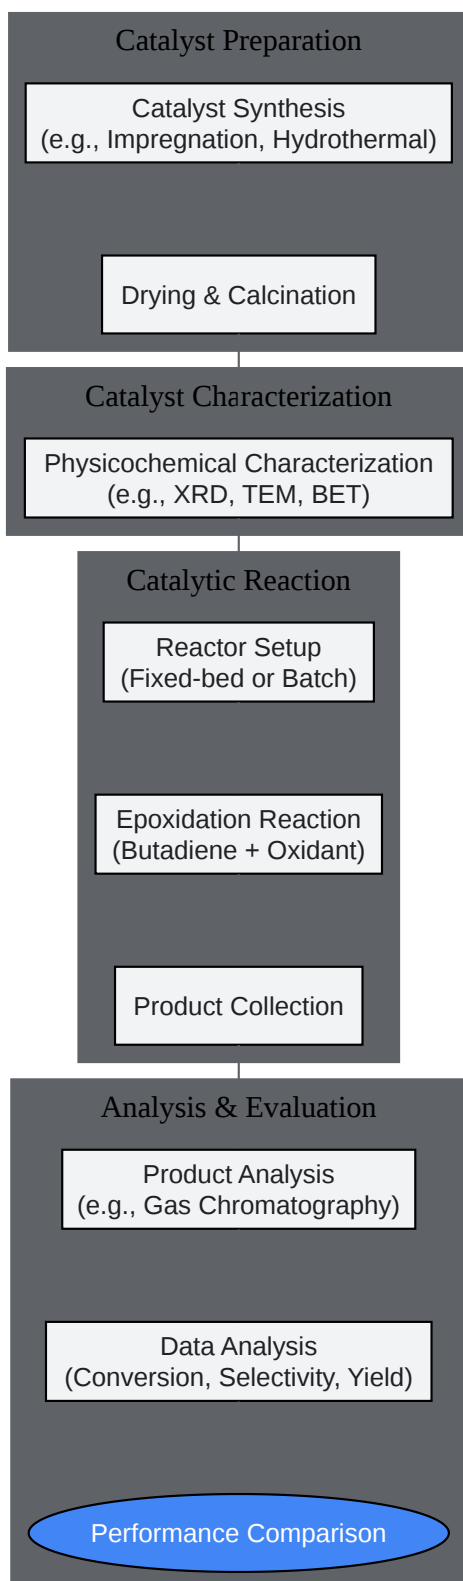 Catalyst Preparation
Catalyst Synthesis
(e.g., Impregnation, Hydrothermal)
Drying & Calcination
Catalyst Characterization
Physicochemical Characterization
(e.g., XRD, TEM, BET)
Catalytic Reaction
Reactor Setup
(Fixed-bed or Batch)
Epoxidation Reaction
(Butadiene + Oxidant)
Product Collection
Analysis & Evaluation
Product Analysis
(e.g., Gas Chromatography)
Data Analysis
(Conversion, Selectivity, Yield)
Performance Comparison